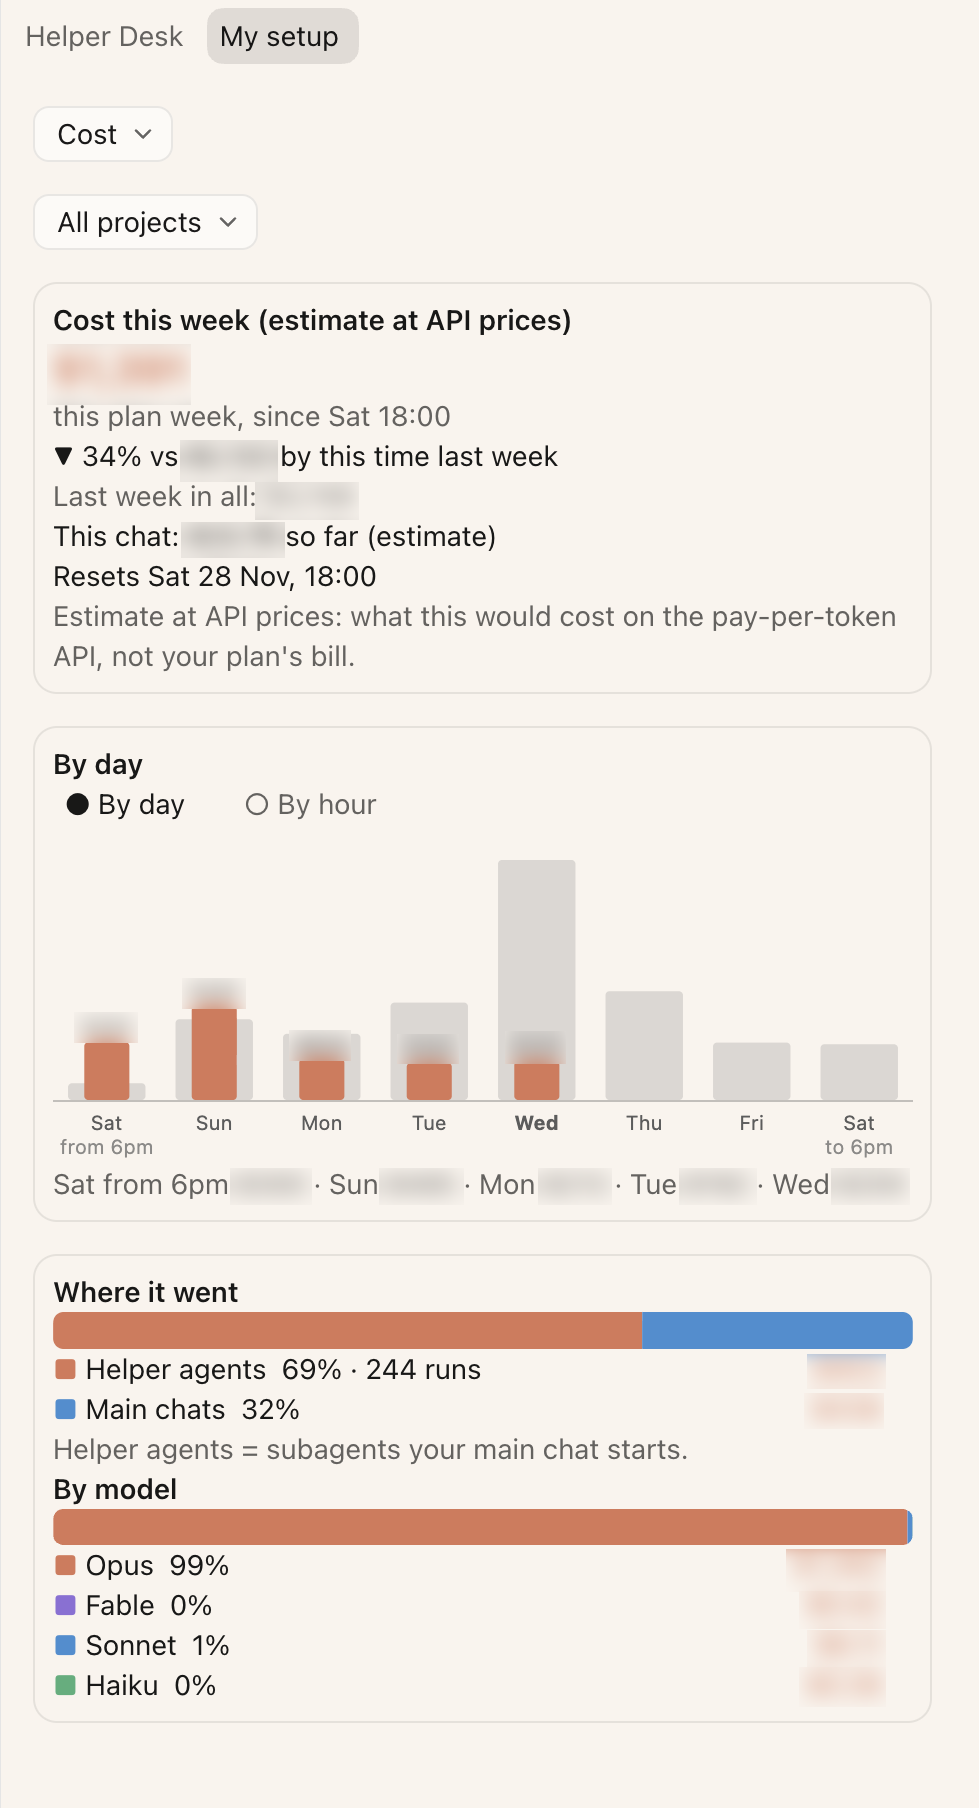 Helper Desk My setup
Cost
All projects
Cost this week (estimate at API prices)
this plan week, since Sat 18:00
▼ 34% vs by this time last week
Last week in all:
This chat: so far (estimate)
Resets Sat 28 Nov, 18:00
Estimate at API prices: what this would cost on the pay-per-token
API, not your plan's bill.
By day
By day By hour
Sat Sun Mon Tue Wed Thu Fri Sat
from 6pm to 6pm
Sat from 6pm · Sun · Mon · Tue · Wed
Where it went
Helper agents 69% · 244 runs
Main chats 32%
Helper agents = subagents your main chat starts.
By model
Opus 99%
Fable 0%
Sonnet 1%
Haiku 0%